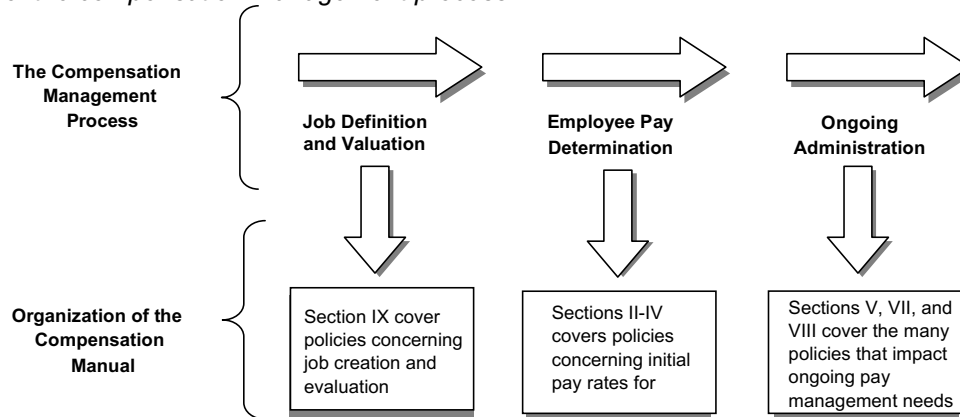 The Compensation
Management
Process
Job Definition
and Valuation
Employee Pay
Determination
Ongoing
Administration
Organization of the
Compensation
Manual
Section IX cover
policies concerning
job creation and
evaluation
Sections II-IV
covers policies
concerning initial
pay rates for
Sections V, VII, and
VIII cover the many
policies that impact
ongoing pay
management needs